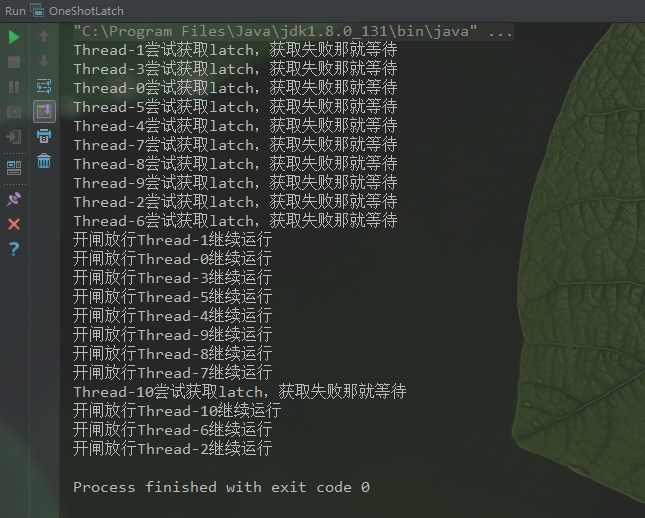 Run OneShotLatch
"C:\Program Files\Java\jdk1.8.0_131\bin\java" ...
Thread-1尝试获取latch，获取失败那就等待
Thread-3尝试获取latch，获取失败那就等待
Thread-0尝试获取latch，获取失败那就等待
Thread-5尝试获取latch，获取失败那就等待
Thread-4尝试获取latch，获取失败那就等待
Thread-7尝试获取latch，获取失败那就等待
Thread-8尝试获取latch，获取失败那就等待
Thread-9尝试获取latch，获取失败那就等待
Thread-2尝试获取latch，获取失败那就等待
Thread-6尝试获取latch，获取失败那就等待
开闸放行Thread-1继续运行
开闸放行Thread-0继续运行
开闸放行Thread-3继续运行
开闸放行Thread-5继续运行
开闸放行Thread-4继续运行
开闸放行Thread-9继续运行
开闸放行Thread-8继续运行
开闸放行Thread-7继续运行
Thread-10尝试获取latch，获取失败那就等待
开闸放行Thread-10继续运行
开闸放行Thread-6继续运行
开闸放行Thread-2继续运行
Process finished with exit code 0